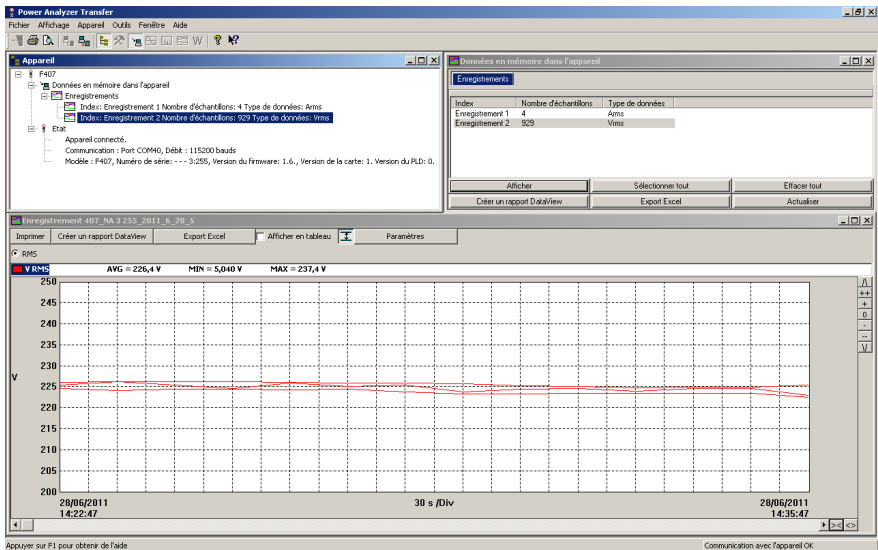 Power Analyzer Transfer
Fichier Affichage Appareil Outils Fenêtre Aide
Appareil
F407
Données en mémoire dans l'appareil
Enregistrements
Index: Enregistrement 1 Nombre d'échantillons: 4 Type de données: Arms
Index: Enregistrement 2 Nombre d'échantillons: 929 Type de données: Vrms
Etat
Appareil connecté.
Communication : Port COM40, Débit : 115200 bauds
Modèle : F407, Numéro de série: - - - 3:255, Version du firmware: 1.6., Version de la carte: 1. Version du PLD: 0.
Données en mémoire dans l'appareil
Enregistrements
Index Nombre d'échantillons Type de données
Enregistrement 1 4 Arms
Enregistrement 2 929 Vrms
Afficher Sélectionner tout Effacer tout
Créer un rapport DataView Export Excel Actualiser
Enregistrement 407_NA 3 255_2011_6_28_5
Imprimer Créer un rapport DataView Export Excel Afficher en tableau Paramètres
RMS
V RMS AVG = 226,4 V MIN = 5,040 V MAX = 237,4 V
250
245
240
235
230
V
225
220
215
210
205
200
/\
++
+
0
-
--
\/
28/06/2011 30 s /Div 28/06/2011
14:22:47 14:35:47
>< <>
Appuyer sur F1 pour obtenir de l'aide Communication avec l'appareil OK